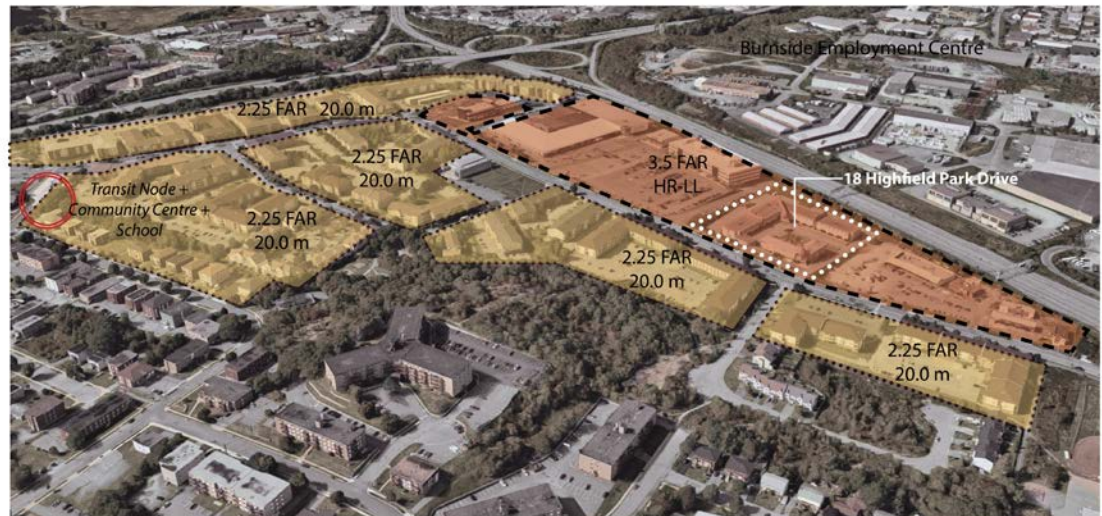 Burnside Employment Centre
2.25 FAR 20.0 m
2.25 FAR
20.0 m
3.5 FAR
HR-LL
18 Highfield Park Drive
Transit Node +
Community Centre +
School
2.25 FAR
20.0 m
2.25 FAR
20.0 m
2.25 FAR
20.0 m